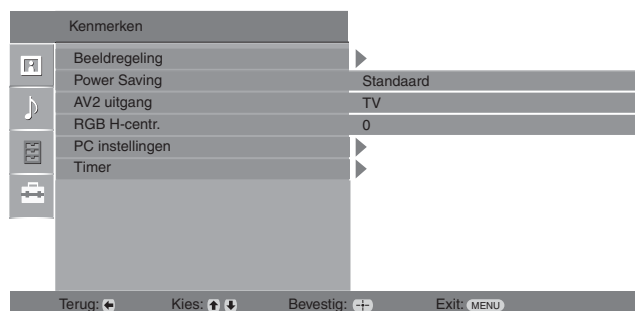 Kenmerken
Beeldregeling
Power Saving Standaard
AV2 uitgang TV
RGB H-centr. 0
PC instellingen
Timer
Terug: Kies: Bevestig: Exit: MENU